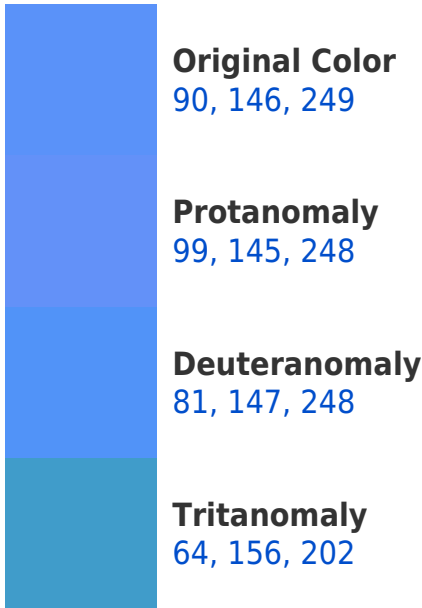 Original Color
90, 146, 249
Protanomaly
99, 145, 248
Deuteranomaly
81, 147, 248
Tritanomaly
64, 156, 202